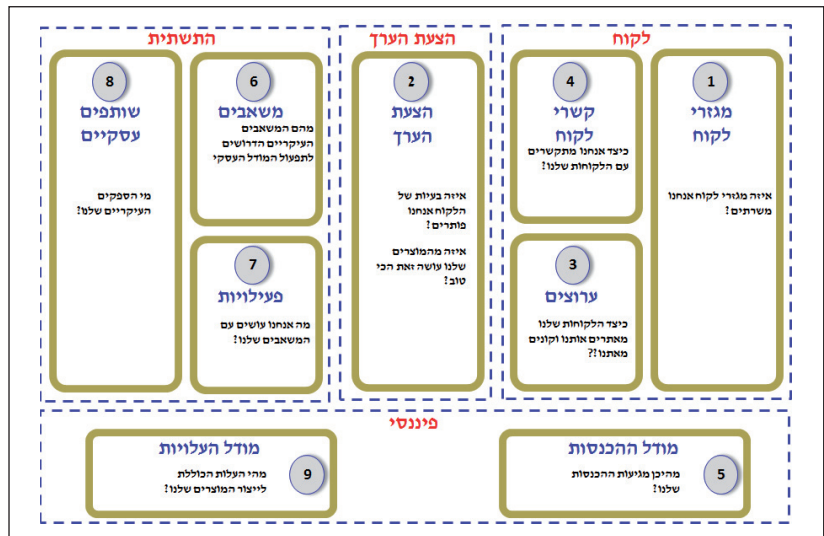 לקוח
1
מגזרי
לקוח
איזה מגזרי לקוח אנחנו
משרתים?
4
קשרי
לקוח
כיצד אנחנו מתקשרים
עם הלקוחות שלנו?
3
ערוצים
כיצד הלקוחות שלנו
מאתרים אותנו וקונים
מאתנו?!
הצעת הערך
2
הצעת
הערך
איזה בעיות של
הלקוח אנחנו
פותרים?
איזה מהמוצרים
שלנו עושה זאת הכי
טוב?
התשתית
6
משאבים
מהם המשאבים
העיקריים הדרושים
לתפעול המודל העסקי
7
פעילויות
מה אנחנו עושים עם
המשאבים שלנו?
8
שותפים
עסקיים
מי הספקים
העיקריים שלנו?
פיננסי
מודל ההכנסות
5
מהיכן מגיעות ההכנסות
שלנו?
מודל העלויות
9
מהי העלות הכוללת
לייצור המוצרים שלנו?